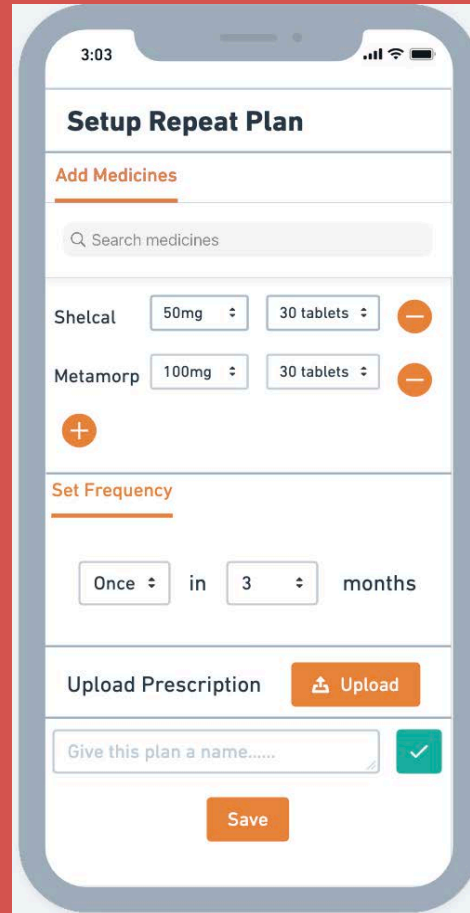 3:03
Setup Repeat Plan
Add Medicines
Search medicines
Shelcal 50mg 30 tablets
Metamorp 100mg 30 tablets
Set Frequency
Once in 3 months
Upload Prescription Upload
Give this plan a name......
Save